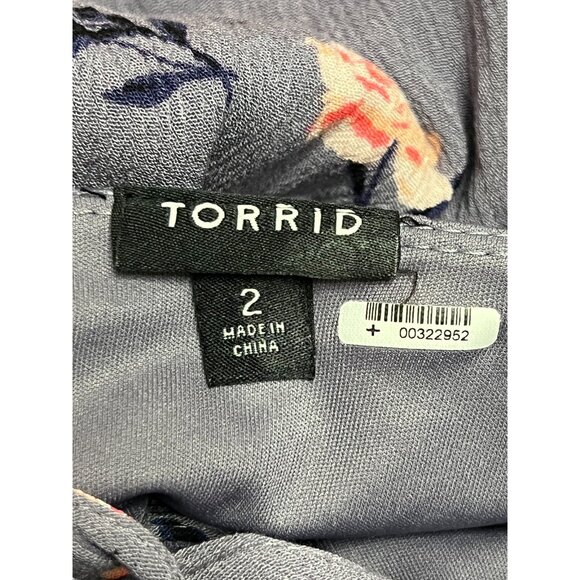 TORRID
2
MADE IN
CHINA
+ 00322952